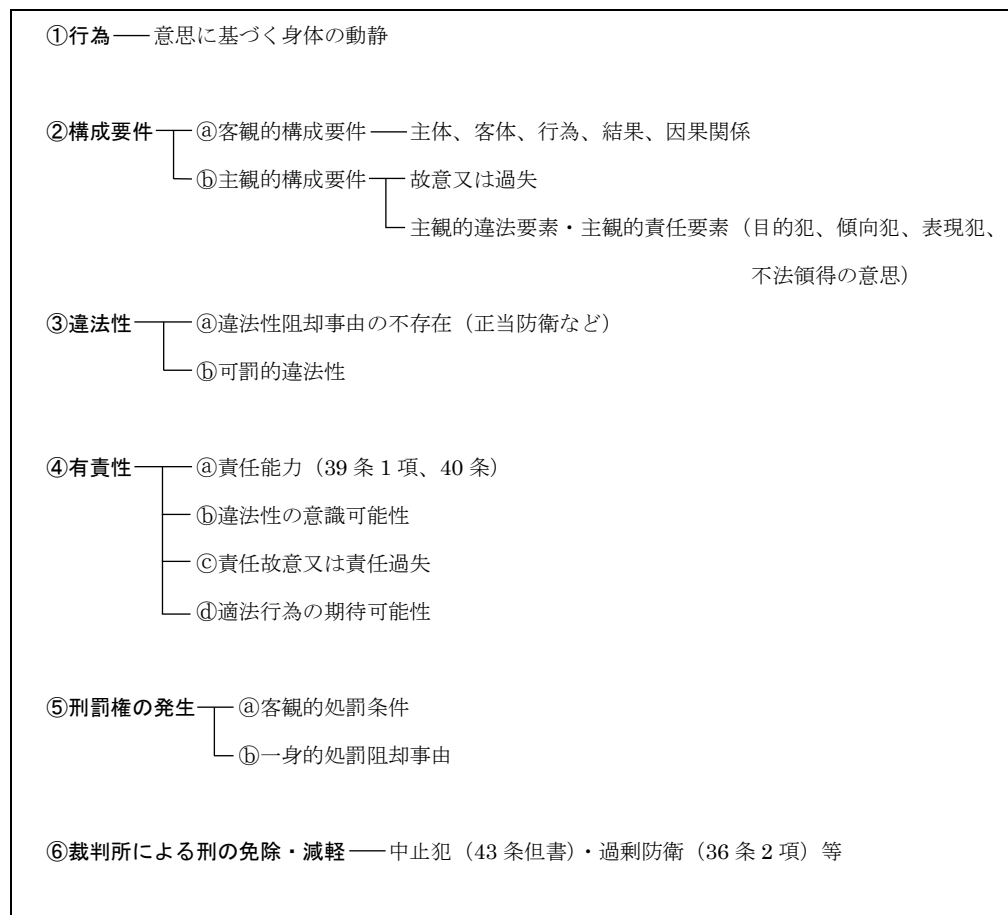 ①行為――意思に基づく身体の動静
②構成要件 ⓐ客観的構成要件――主体、客体、行為、結果、因果関係
ⓑ主観的構成要件 故意又は過失
主観的違法要素・主観的責任要素（目的犯、傾向犯、表現犯、
不法領得の意思）
③違法性 ⓐ違法性阻却事由の不存在（正当防衛など）
ⓑ可罰的違法性
④有責性 ⓐ責任能力（39 条 1 項、40 条）
ⓑ違法性の意識可能性
ⓒ責任故意又は責任過失
ⓓ適法行為の期待可能性
⑤刑罰権の発生 ⓐ客観的処罰条件
ⓑ一身的処罰阻却事由
⑥裁判所による刑の免除・減軽――中止犯（43 条但書）・過剰防衛（36 条 2 項）等